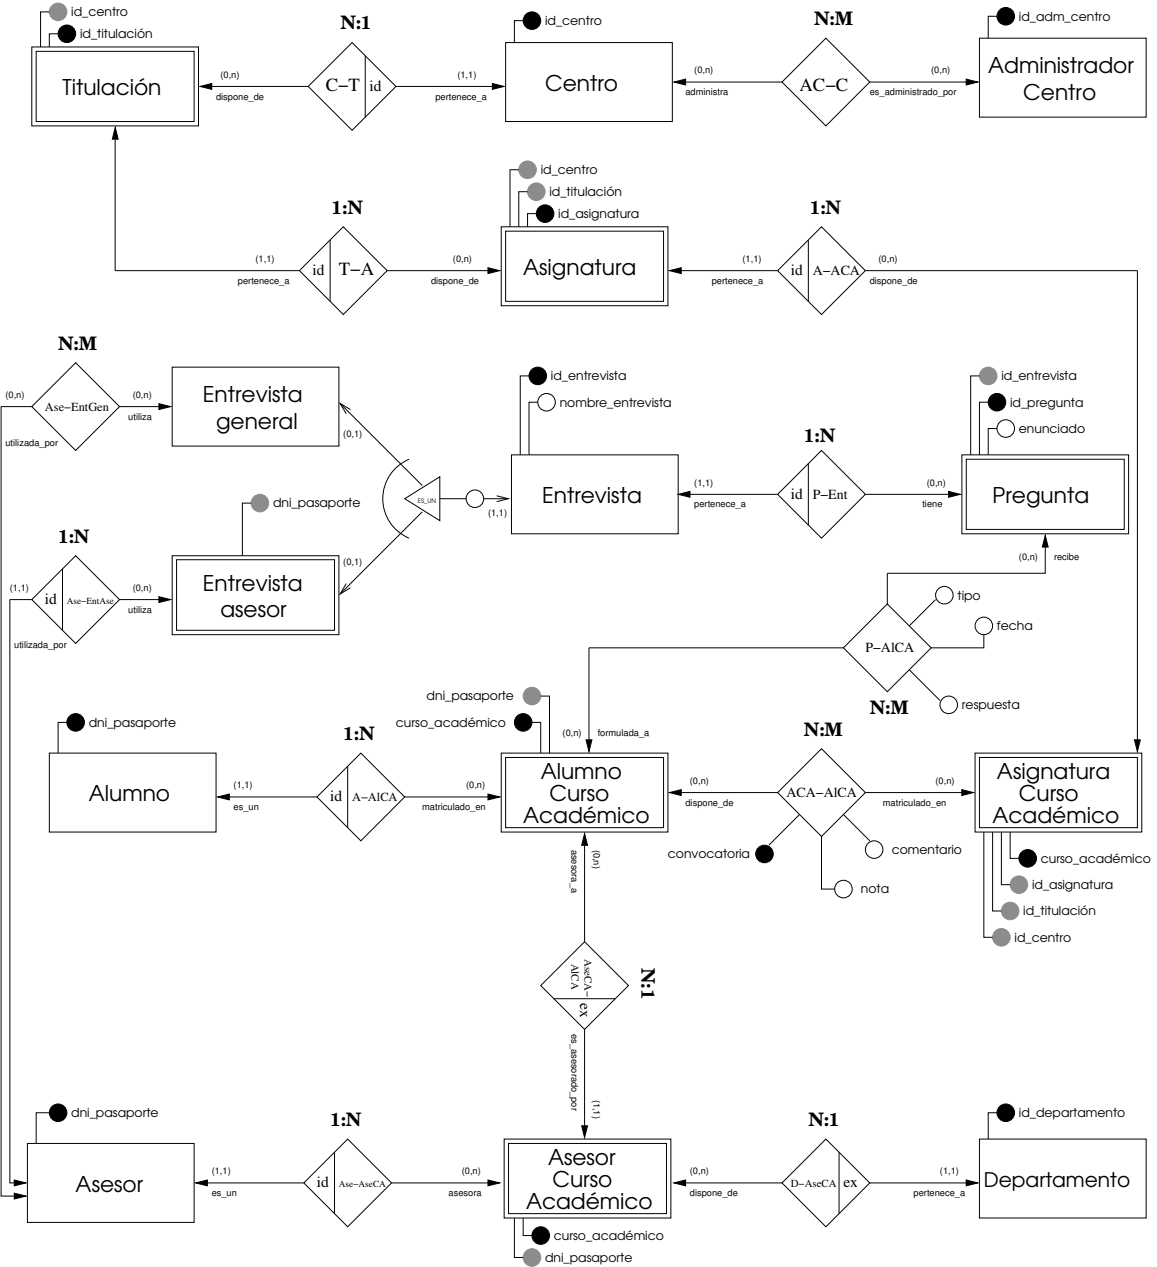 id_centro
id_titulación
Titulación
(0,n)
dispone_de
N:1
C–T
id
(1,1)
pertenece_a
id_centro
Centro
(0,n)
administra
N:M
AC–C
(0,n)
es_administrado_por
id_adm_centro
Administrador
Centro
1:N
(1,1)
pertenece_a
id
T–A
(0,n)
dispone_de
id_centro
id_titulación
id_asignatura
Asignatura
1:N
(1,1)
pertenece_a
id
A–ACA
(0,n)
dispone_de
N:M
(0,n)
utilizada_por
Ase–EntGen
(0,n)
utiliza
Entrevista
general
(0,1)
ES_UN
(1,1)
id_entrevista
nombre_entrevista
Entrevista
1:N
(1,1)
pertenece_a
id
P–Ent
(0,n)
tiene
id_entrevista
id_pregunta
enunciado
Pregunta
1:N
(1,1)
utilizada_por
id
Ase–EntAse
(0,n)
utiliza
dni_pasaporte
Entrevista
asesor
(0,1)
(0,n)
recibe
tipo
fecha
P–AlCA
respuesta
N:M
(0,n)
formulada_a
dni_pasaporte
Alumno
1:N
(1,1)
es_un
id
A–AlCA
(0,n)
matriculado_en
dni_pasaporte
curso_académico
Alumno
Curso
Académico
N:M
(0,n)
dispone_de
ACA–AlCA
(0,n)
matriculado_en
convocatoria
comentario
nota
Asignatura
Curso
Académico
curso_académico
id_asignatura
id_titulación
id_centro
(0,n)
asesora_a
AseCA–
AlCA
ex
N:1
es_asesorado_por
(1,1)
dni_pasaporte
Asesor
1:N
(1,1)
es_un
id
Ase–AseCA
(0,n)
asesora
Asesor
Curso
Académico
curso_académico
dni_pasaporte
N:1
(0,n)
dispone_de
D–AseCA
ex
(1,1)
pertenece_a
id_departamento
Departamento